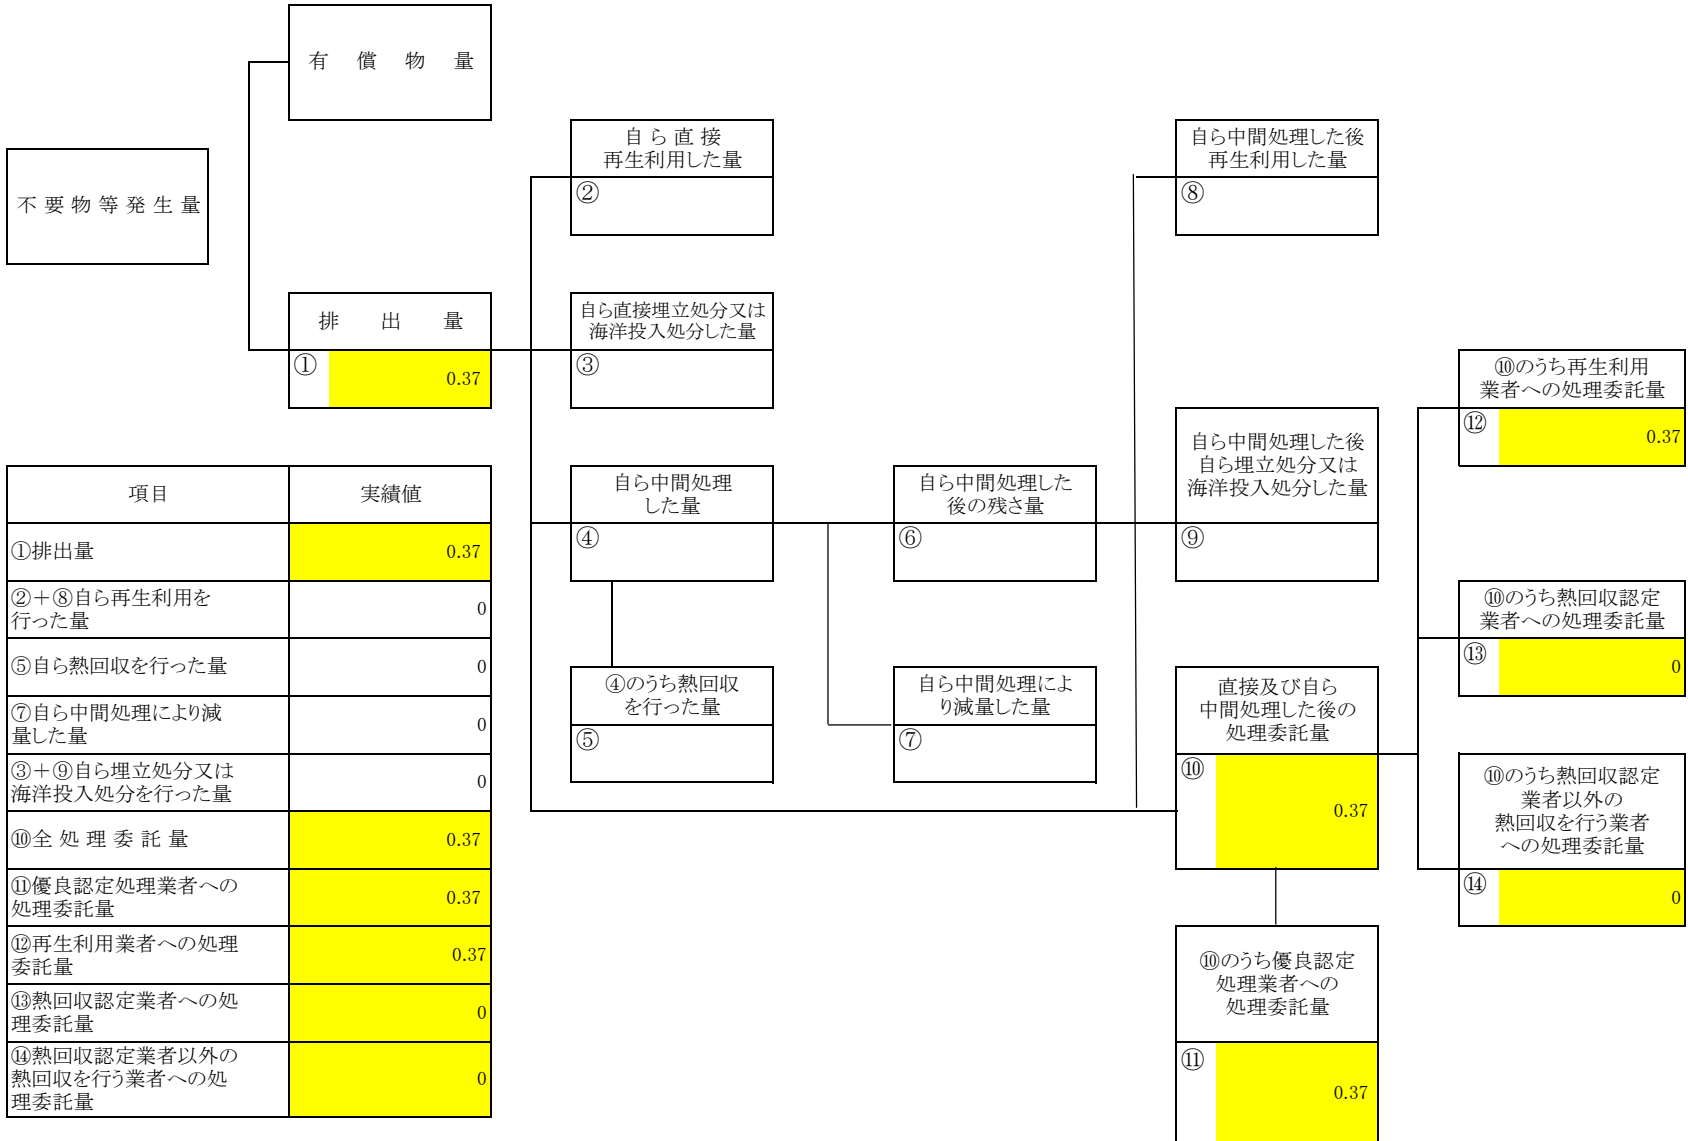 有償物量
不要物等発生量
排出量
①
0.37
自ら直接
再生利用した量
②
自ら直接埋立処分又は
海洋投入処分した量
③
自ら中間処理
した量
④
④のうち熱回収
を行った量
⑤
自ら中間処理した
後の残さ量
⑥
自ら中間処理によ
り減量した量
⑦
自ら中間処理した後
再生利用した量
⑧
自ら中間処理した後
自ら埋立処分又は
海洋投入処分した量
⑨
直接及び自ら
中間処理した後の
処理委託量
⑩
0.37
⑩のうち優良認定
処理業者への
処理委託量
⑪
0.37
⑩のうち再生利用
業者への処理委託量
⑫
0.37
⑩のうち熱回収認定
業者への処理委託量
⑬
0
⑩のうち熱回収認定
業者以外の
熱回収を行う業者
への処理委託量
⑭
0
項目 実績値
①排出量 0.37
②＋⑧自ら再生利用を
行った量 0
⑤自ら熱回収を行った量 0
⑦自ら中間処理により減
量した量 0
③＋⑨自ら埋立処分又は
海洋投入処分を行った量 0
⑩全処理委託量 0.37
⑪優良認定処理業者への
処理委託量 0.37
⑫再生利用業者への処理
委託量 0.37
⑬熱回収認定業者への処
理委託量 0
⑭熱回収認定業者以外の
熱回収を行う業者への処
理委託量 0